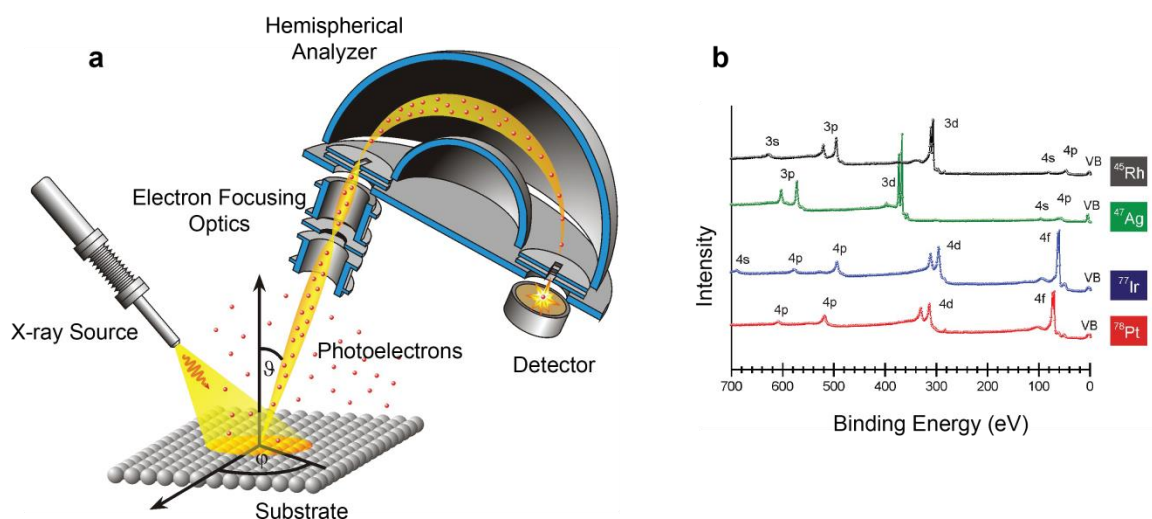 a
Hemispherical
Analyzer
Electron Focusing
Optics
X-ray Source
Photoelectrons
Detector
ϑ
φ
Substrate
b
3s
3p
3d
4s
4p
VB
45Rh
3p
3d
4s
4p
VB
47Ag
4s
4p
4p
4d
4f
VB
77Ir
4p
4p
4d
4f
VB
78Pt
Intensity
700 600 500 400 300 200 100 0
Binding Energy (eV)